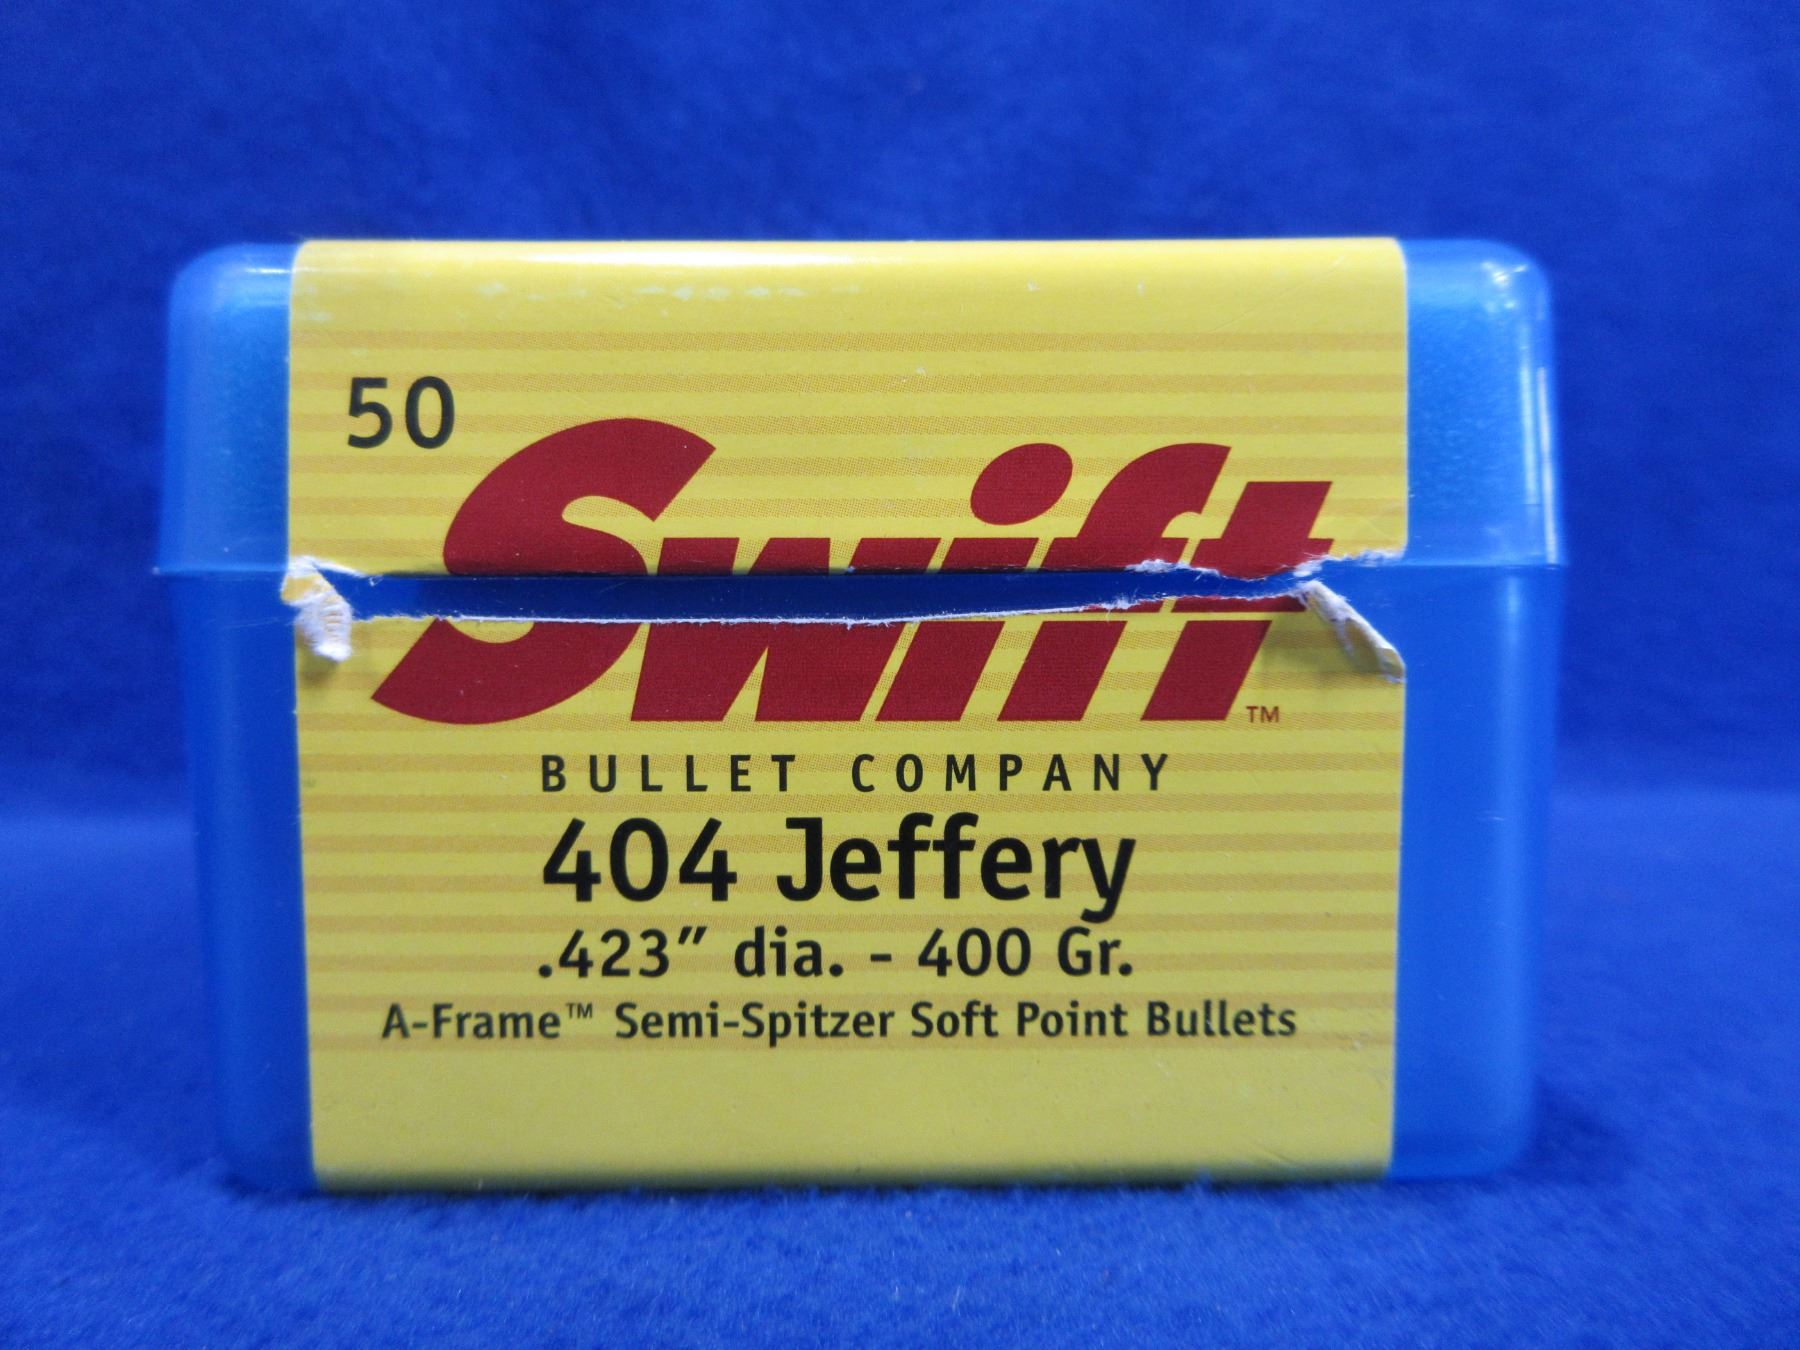 50
Swift™
BULLET COMPANY
404 Jeffery
.423" dia. - 400 Gr.
A-Frame™ Semi-Spitzer Soft Point Bullets